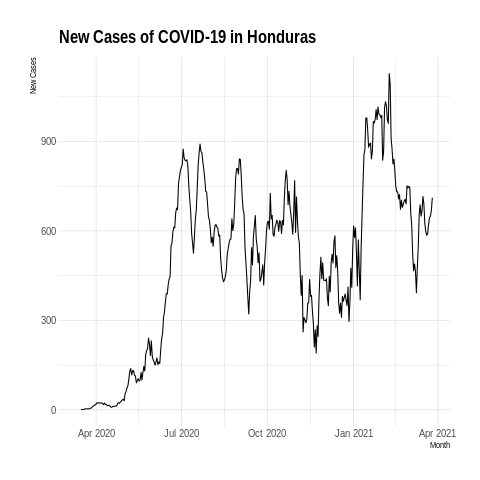 New Cases of COVID-19 in Honduras
New Cases
900
600
300
0
Apr 2020 Jul 2020 Oct 2020 Jan 2021 Apr 2021
Month